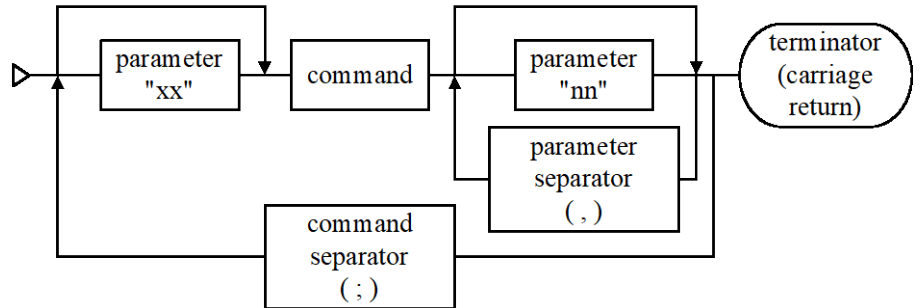 parameter
"xx"
command
parameter
"nn"
terminator
(carriage
return)
parameter
separator
( , )
command
separator
( ; )